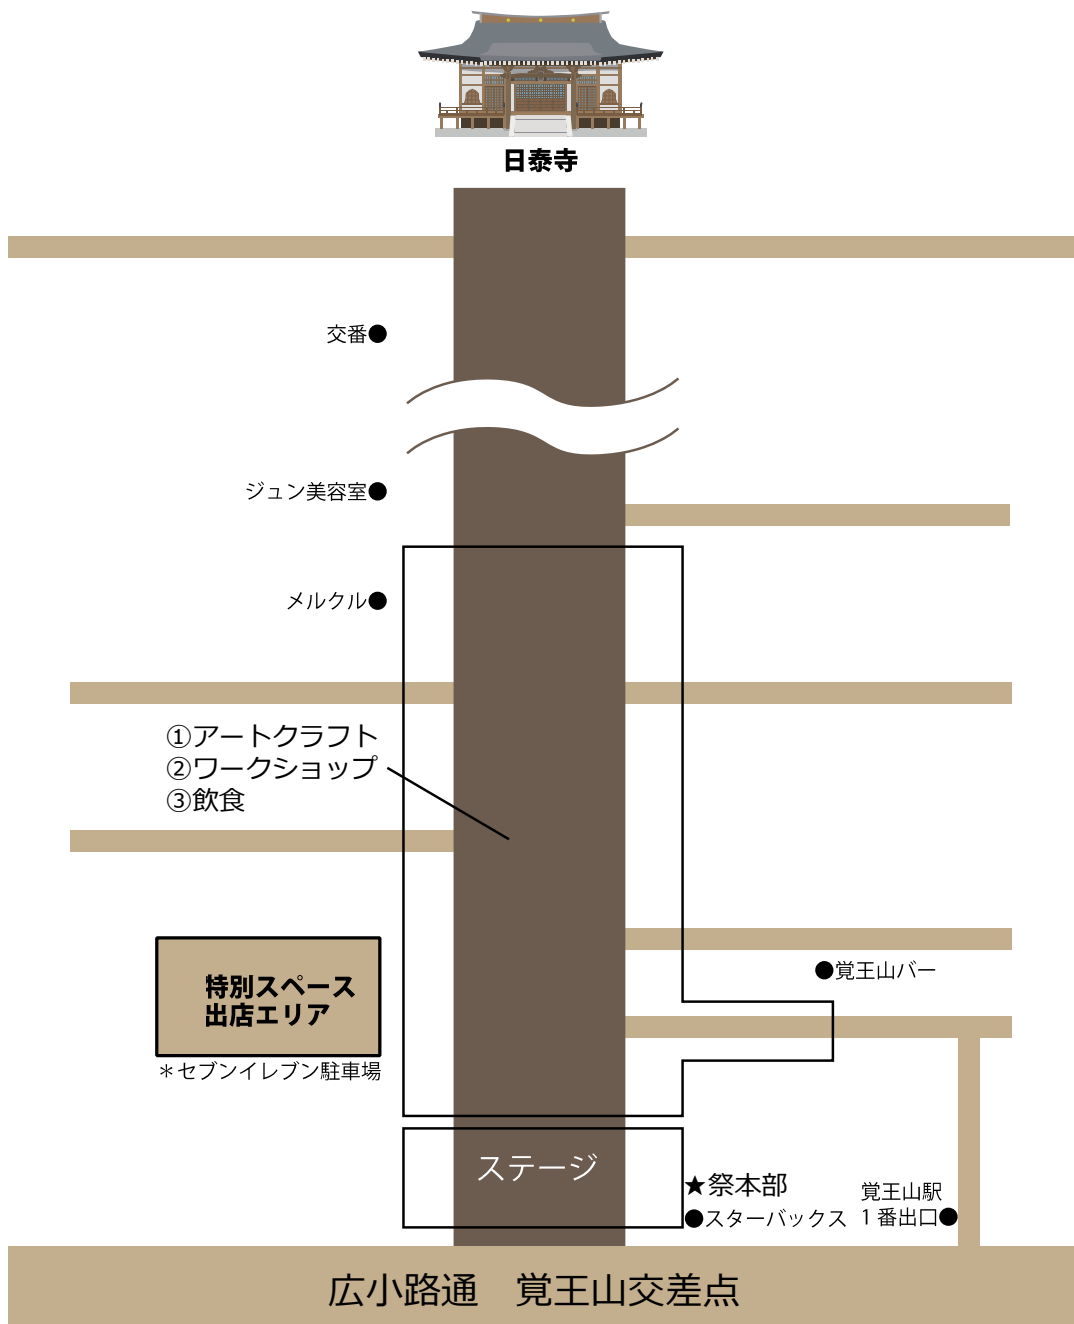 日泰寺
交番●
ジュン美容室●
メルクル●
①アートクラフト
②ワークショップ
③飲食
●覚王山バー
特別スペース
出店エリア
＊セブンイレブン駐車場
ステージ
★祭本部
●スターバックス
覚王山駅
１番出口●
広小路通　覚王山交差点